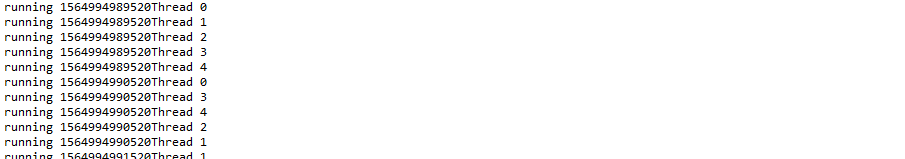 running 1564994989520Thread 0
running 1564994989520Thread 1
running 1564994989520Thread 2
running 1564994989520Thread 3
running 1564994989520Thread 4
running 1564994990520Thread 0
running 1564994990520Thread 3
running 1564994990520Thread 4
running 1564994990520Thread 2
running 1564994990520Thread 1
running 1564994991520Thread 1